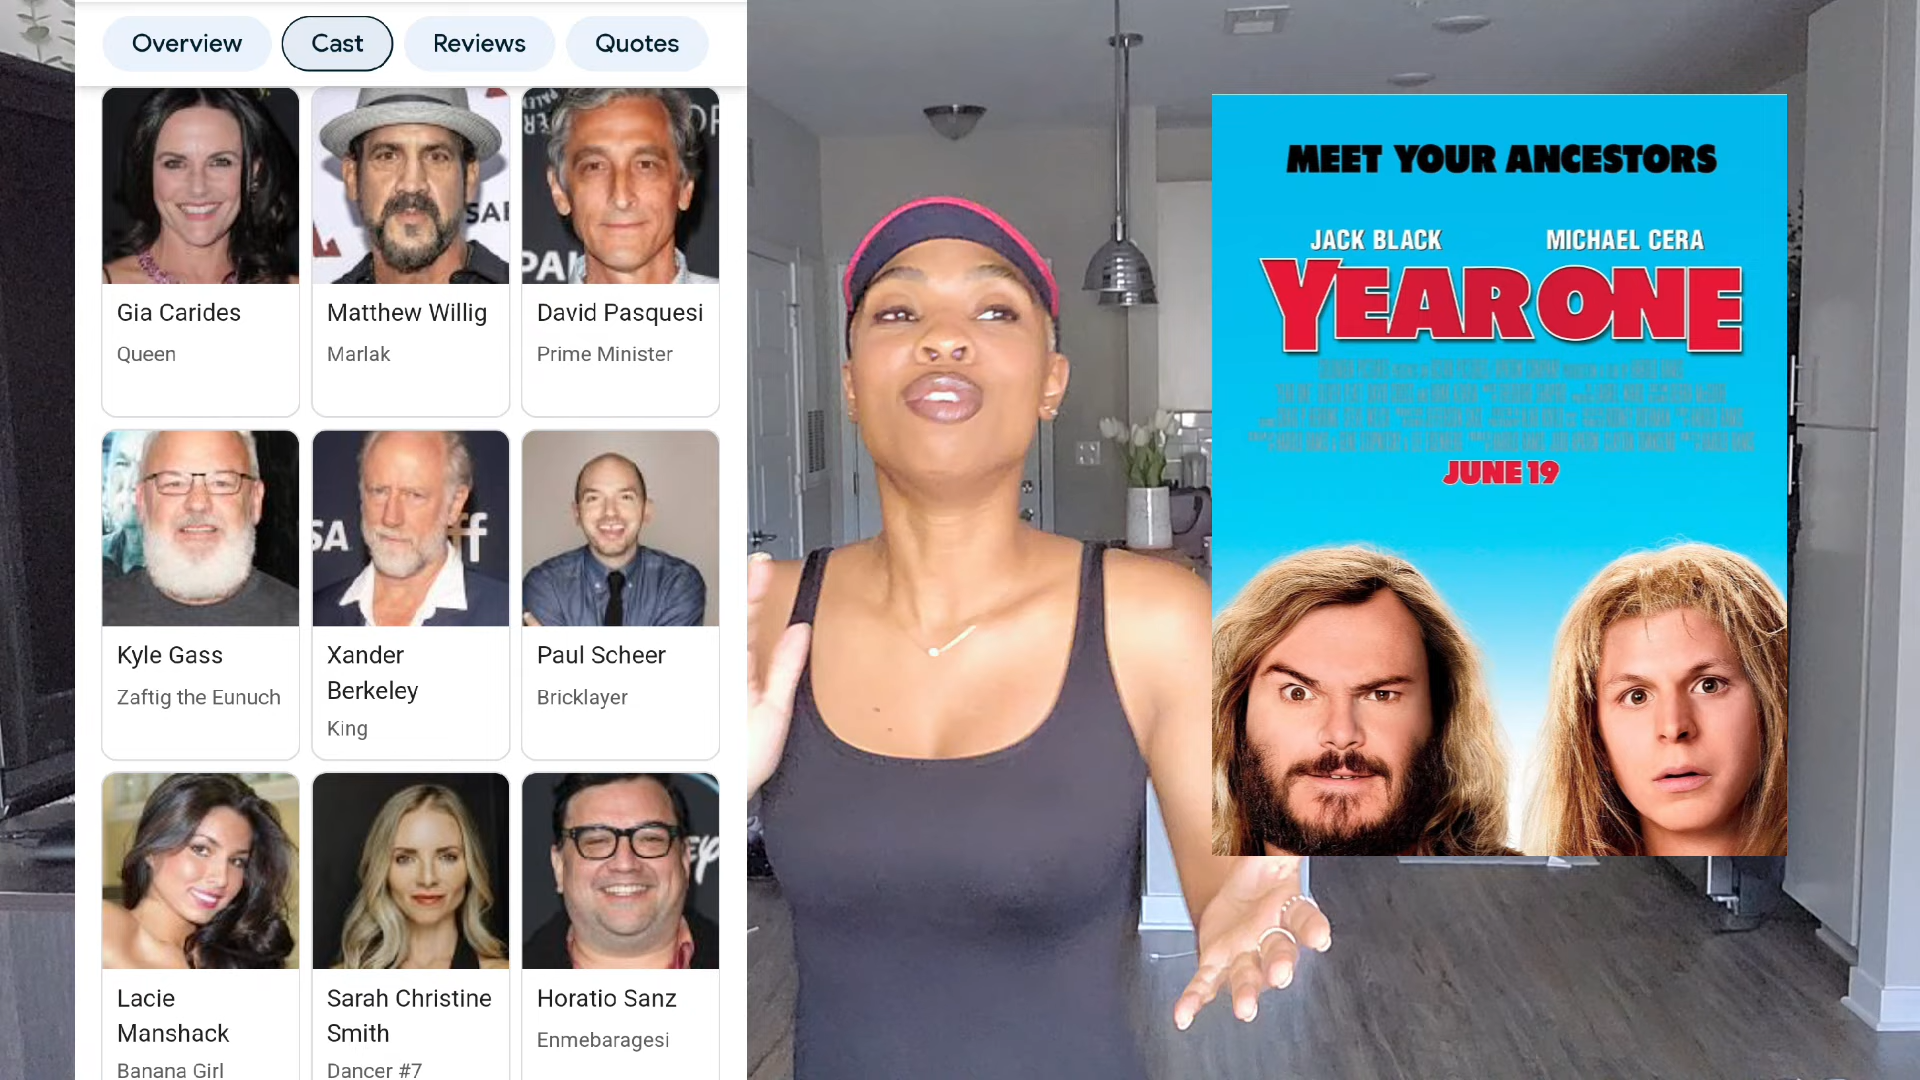 Overview
Cast
Reviews
Quotes
Gia Carides
Queen
Matthew Willig
Marlak
David Pasquesi
Prime Minister
Kyle Gass
Zaftig the Eunuch
Xander
Berkeley
King
Paul Scheer
Bricklayer
Lacie
Manshack
Banana Girl
Sarah Christine
Smith
Dancer #7
Horatio Sanz
Enmebaragesi
MEET YOUR ANCESTORS
JACK BLACK
MICHAEL CERA
YEAR ONE
JUNE 19